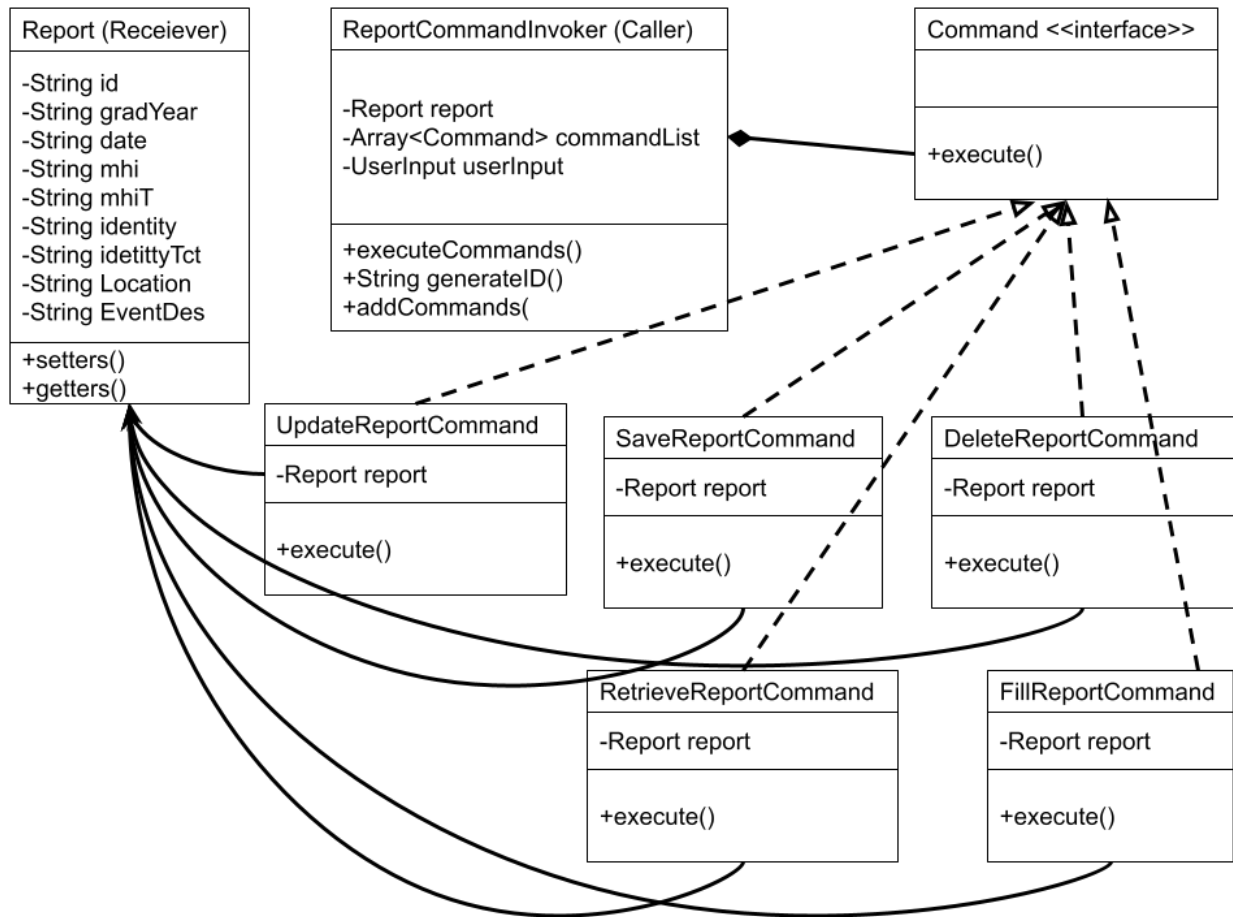 Report (Receiever)
-String id
-String gradYear
-String date
-String mhi
-String mhiT
-String identity
-String idetittyTct
-String Location
-String EventDes
+setters()
+getters()
ReportCommandInvoker (Caller)
-Report report
-Array<Command> commandList
-UserInput userInput
+executeCommands()
+String generateID()
+addCommands(
Command <<interface>>
+execute()
UpdateReportCommand
-Report report
+execute()
SaveReportCommand
-Report report
+execute()
DeleteReportCommand
-Report report
+execute()
RetrieveReportCommand
-Report report
+execute()
FillReportCommand
-Report report
+execute()